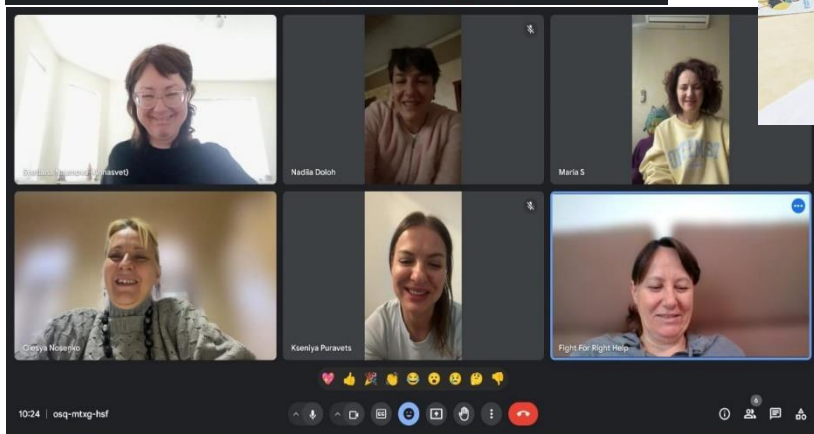 Nadiia Doloh
Maria S
Olesya Nosenko
Kseniya Puravets
Fight For Right Help
6
10:24 | osq-mtxg-hsf